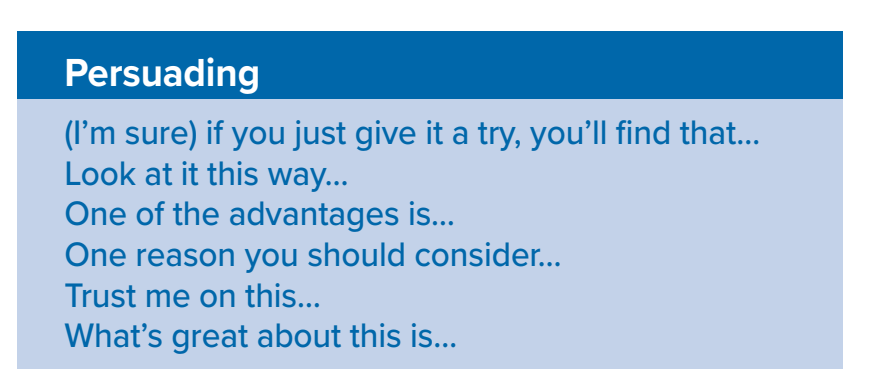 Persuading
(I’m sure) if you just give it a try, you’ll find that...
Look at it this way...
One of the advantages is...
One reason you should consider...
Trust me on this...
What’s great about this is...